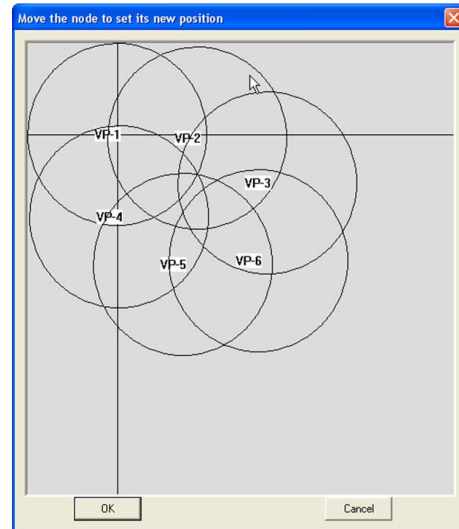 Move the node to set its new position
VP-1
VP-2
VP-3
VP-4
VP-5
VP-6
OK
Cancel